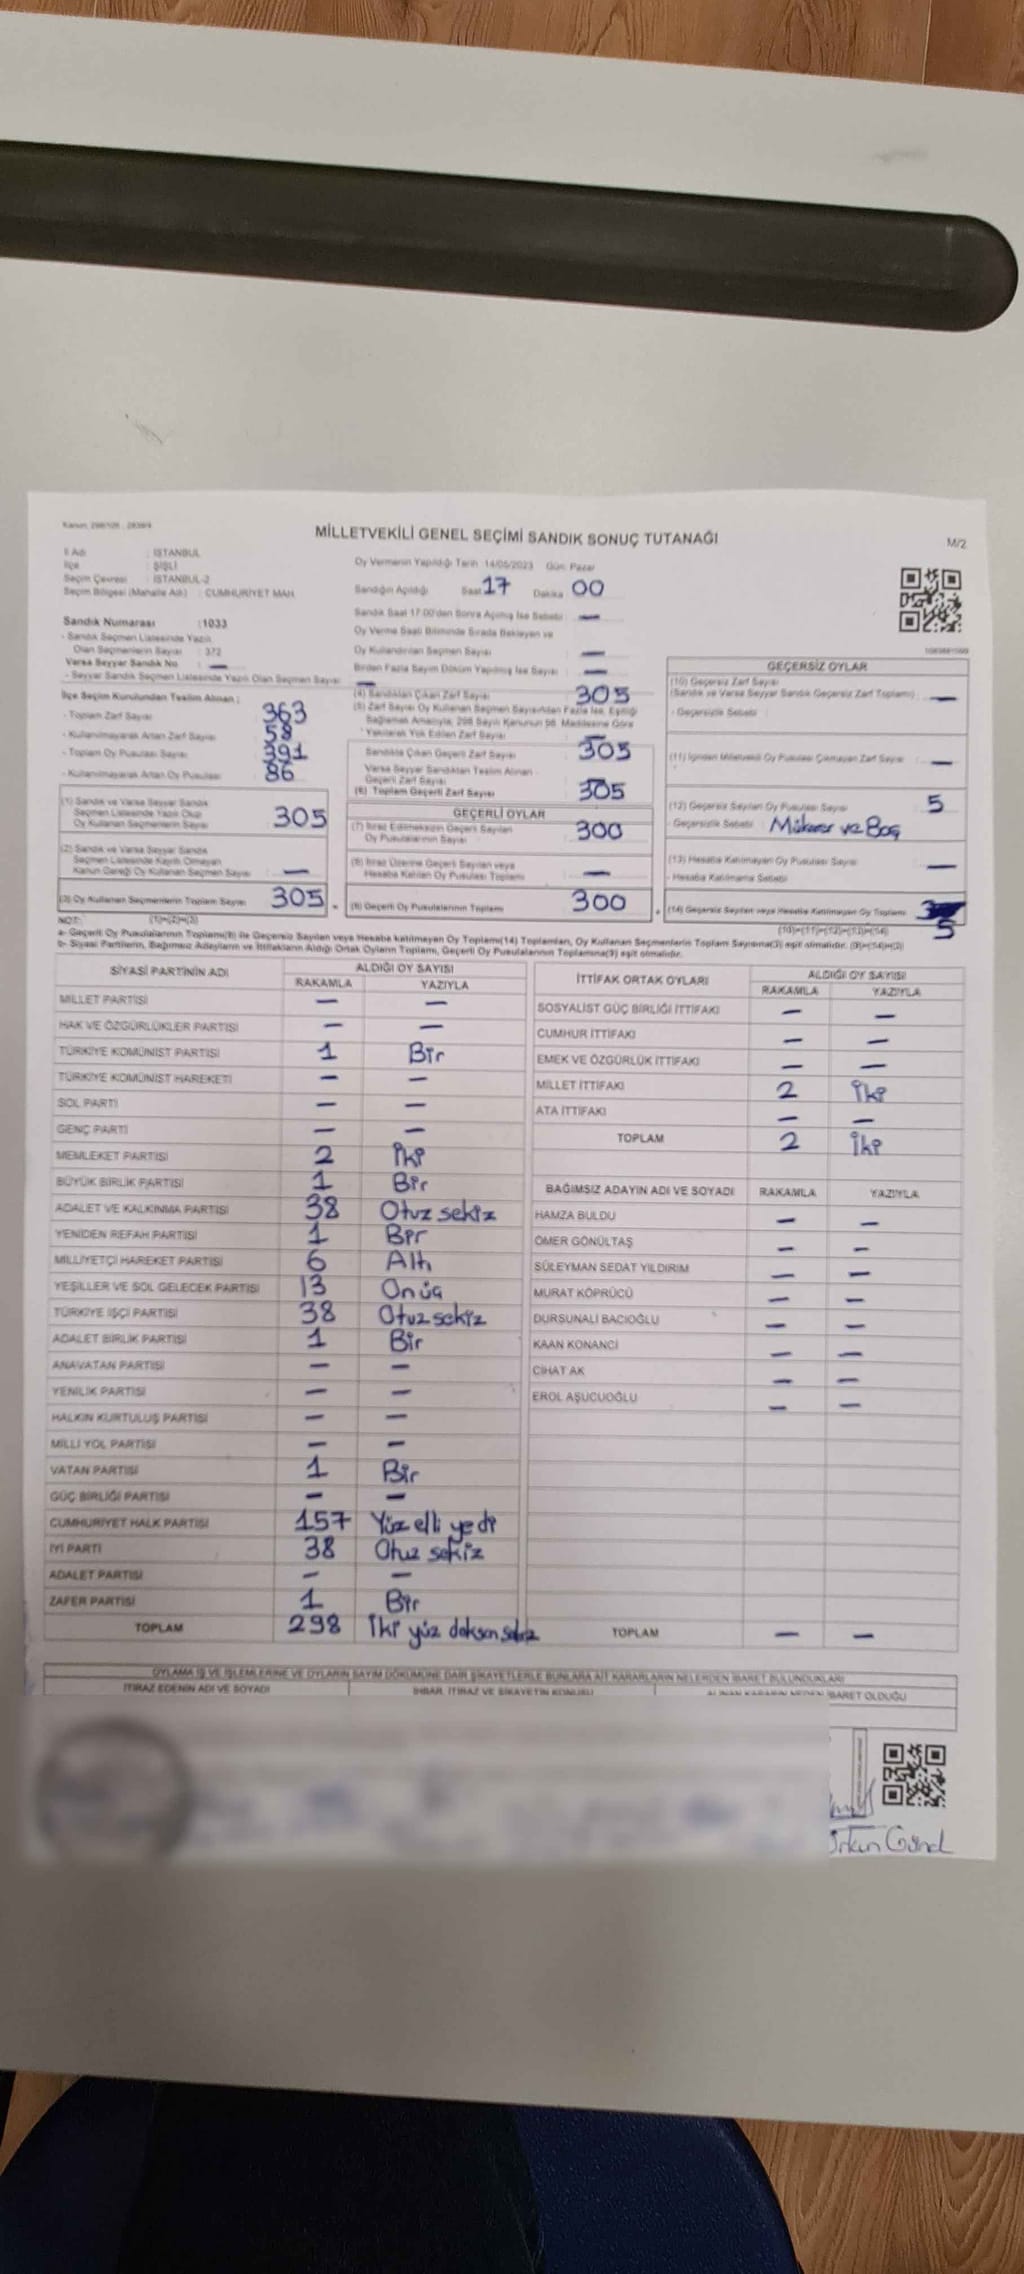 Kanun: 298/105 , 2839/4
MİLLETVEKİLİ GENEL SEÇİMİ SANDIK SONUÇ TUTANAĞI
M/2
İl Adı : İSTANBUL
İlçe : ŞİŞLİ
Seçim Çevresi : İSTANBUL-2
Seçim Bölgesi (Mahalle Adı) : CUMHURİYET MAH.
Sandık Numarası :1033
- Sandık Seçmen Listesinde Yazılı
Olan Seçmenlerin Sayısı : 372
Varsa Seyyar Sandık No : —
- Seyyar Sandık Seçmen Listesinde Yazılı Olan Seçmen Sayısı: —
İlçe Seçim Kurulundan Teslim Alınan ;
- Toplam Zarf Sayısı 363
- Kullanılmayarak Artan Zarf Sayısı 58
- Toplam Oy Pusulası Sayısı 391
- Kullanılmayarak Artan Oy Pusulası 86
(1) Sandık ve Varsa Seyyar Sandık
Seçmen Listesinde Yazılı Olup
Oy Kullanan Seçmenlerin Sayısı 305
(2) Sandık ve Varsa Seyyar Sandık
Seçmen Listesinde Kayıtlı Olmayan
Kanun Gereği Oy Kullanan Seçmen Sayısı : —
(3) Oy Kullanan Seçmenlerin Toplam Sayısı 305 =
Oy Vermenin Yapıldığı Tarih :14/05/2023 Gün: Pazar
Sandığın Açıldığı Saat 17 Dakika 00
Sandık Saat 17.00'den Sonra Açılmış İse Sebebi : —
Oy Verme Saati Bitiminde Sırada Bekleyen ve
Oy Kullandırılan Seçmen Sayısı —
Birden Fazla Sayım Döküm Yapılmış İse Sayısı : —
(4) Sandıktan Çıkan Zarf Sayısı 305
(5) Zarf Sayısı Oy Kullanan Seçmen Sayısından Fazla İse, Eşitliği
Sağlamak Amacıyla, 298 Sayılı Kanunun 98. Maddesine Göre
Yakılarak Yok Edilen Zarf Sayısı —
Sandıkta Çıkan Geçerli Zarf Sayısı 305
Varsa Seyyar Sandıktan Teslim Alınan
Geçerli Zarf Sayısı —
(6) Toplam Geçerli Zarf Sayısı 305
GEÇERLİ OYLAR
(7) İtiraz Edilmeksizin Geçerli Sayılan
Oy Pusulalarının Sayısı 300
(8) İtiraz Üzerine Geçerli Sayılan veya
Hesaba Katılan Oy Pusulası Toplamı —
(9) Geçerli Oy Pusulalarının Toplamı 300 +
GEÇERSİZ OYLAR
(10) Geçersiz Zarf Sayısı
(Sandık ve Varsa Seyyar Sandık Geçersiz Zarf Toplamı) : —
- Geçersizlik Sebebi :
(11) İçinden Milletvekili Oy Pusulası Çıkmayan Zarf Sayısı —
(12) Geçersiz Sayılan Oy Pusulası Sayısı 5
- Geçersizlik Sebebi : Mükerrer ve Boş
(13) Hesaba Katılmayan Oy Pusulası Sayısı —
- Hesaba Katılmama Sebebi
(14) Geçersiz Sayılan veya Hesaba Katılmayan Oy Toplamı 5
(10)+(11)+(12)+(13)=(14)
NOT: (1)+(2)=(3)
a- Geçerli Oy Pusulalarının Toplamı(9) ile Geçersiz Sayılan veya Hesaba katılmayan Oy Toplamı(14) Toplamları, Oy Kullanan Seçmenlerin Toplam Sayısına(3) eşit olmalıdır. (9)+(14)=(3)
b- Siyasi Partilerin, Bağımsız Adayların ve İttifakların Aldığı Ortak Oyların Toplamı, Geçerli Oy Pusulalarının Toplamına(9) eşit olmalıdır.
SİYASİ PARTİNİN ADI ALDIĞI OY SAYISI
RAKAMLA YAZIYLA
MİLLET PARTİSİ — —
HAK VE ÖZGÜRLÜKLER PARTİSİ — —
TÜRKİYE KOMÜNİST PARTİSİ 1 Bir
TÜRKİYE KOMÜNİST HAREKETİ — —
SOL PARTİ — —
GENÇ PARTİ — —
MEMLEKET PARTİSİ 2 İki
BÜYÜK BİRLİK PARTİSİ 1 Bir
ADALET VE KALKINMA PARTİSİ 38 Otuz sekiz
YENİDEN REFAH PARTİSİ 1 Bir
MİLLİYETÇİ HAREKET PARTİSİ 6 Altı
YEŞİLLER VE SOL GELECEK PARTİSİ 13 Onüç
TÜRKİYE İŞÇİ PARTİSİ 38 Otuz sekiz
ADALET BİRLİK PARTİSİ 1 Bir
ANAVATAN PARTİSİ — —
YENİLİK PARTİSİ — —
HALKIN KURTULUŞ PARTİSİ — —
MİLLİ YOL PARTİSİ — —
VATAN PARTİSİ 1 Bir
GÜÇ BİRLİĞİ PARTİSİ — —
CUMHURİYET HALK PARTİSİ 157 Yüz elli yedi
İYİ PARTİ 38 Otuz sekiz
ADALET PARTİSİ — —
ZAFER PARTİSİ 1 Bir
TOPLAM 298 İki yüz doksan sekiz
İTTİFAK ORTAK OYLARI ALDIĞI OY SAYISI
RAKAMLA YAZIYLA
SOSYALİST GÜÇ BİRLİĞİ İTTİFAKI — —
CUMHUR İTTİFAKI — —
EMEK VE ÖZGÜRLÜK İTTİFAKI — —
MİLLET İTTİFAKI 2 İki
ATA İTTİFAKI — —
TOPLAM 2 İki
BAĞIMSIZ ADAYIN ADI VE SOYADI RAKAMLA YAZIYLA
HAMZA BULDU — —
ÖMER GÖNÜLTAŞ — —
SÜLEYMAN SEDAT YILDIRIM — —
MURAT KÖPRÜCÜ — —
DURSUNALİ BACIOĞLU — —
KAAN KONANCİ — —
CİHAT AK — —
EROL AŞUCUOĞLU — —
TOPLAM — —
OYLAMA İŞ VE İŞLEMLERİNE VE OYLARIN SAYIM DÖKÜMÜNE DAİR ŞİKAYETLERLE BUNLARA AİT KARARLARIN NELERDEN İBARET BULUNDUKLARI
İTİRAZ EDENİN ADI VE SOYADI İHBAR, İTİRAZ VE ŞİKAYETİN KONUSU ALINAN KARARIN NEDEN İBARET OLDUĞU